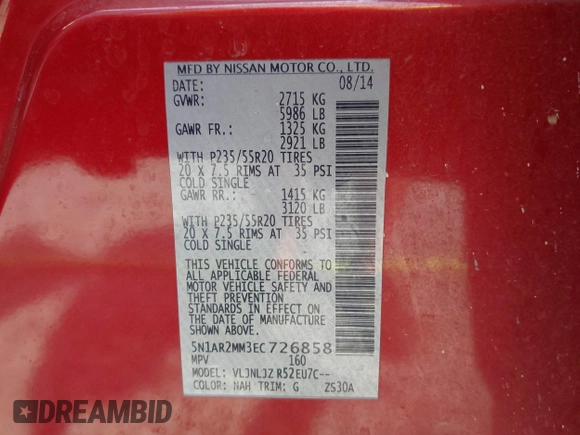 MFD BY NISSAN MOTOR CO., LTD.
DATE: 08/14
GVWR: 2715 KG
5986 LB
GAWR FR.: 1325 KG
2921 LB
WITH P235/55R20 TIRES
20 X 7.5 RIMS AT 35 PSI
COLD SINGLE
GAWR RR.: 1415 KG
3120 LB
WITH P235/55R20 TIRES
20 X 7.5 RIMS AT 35 PSI
COLD SINGLE
THIS VEHICLE CONFORMS TO
ALL APPLICABLE FEDERAL
MOTOR VEHICLE SAFETY AND
THEFT PREVENTION
STANDARDS IN EFFECT ON
THE DATE OF MANUFACTURE
SHOWN ABOVE.
5N1AR2MM3EC726858
MPV 160
MODEL: VLJNLJZ R52EU7C--
COLOR: NAH TRIM: G ZS30A
DREAMBID